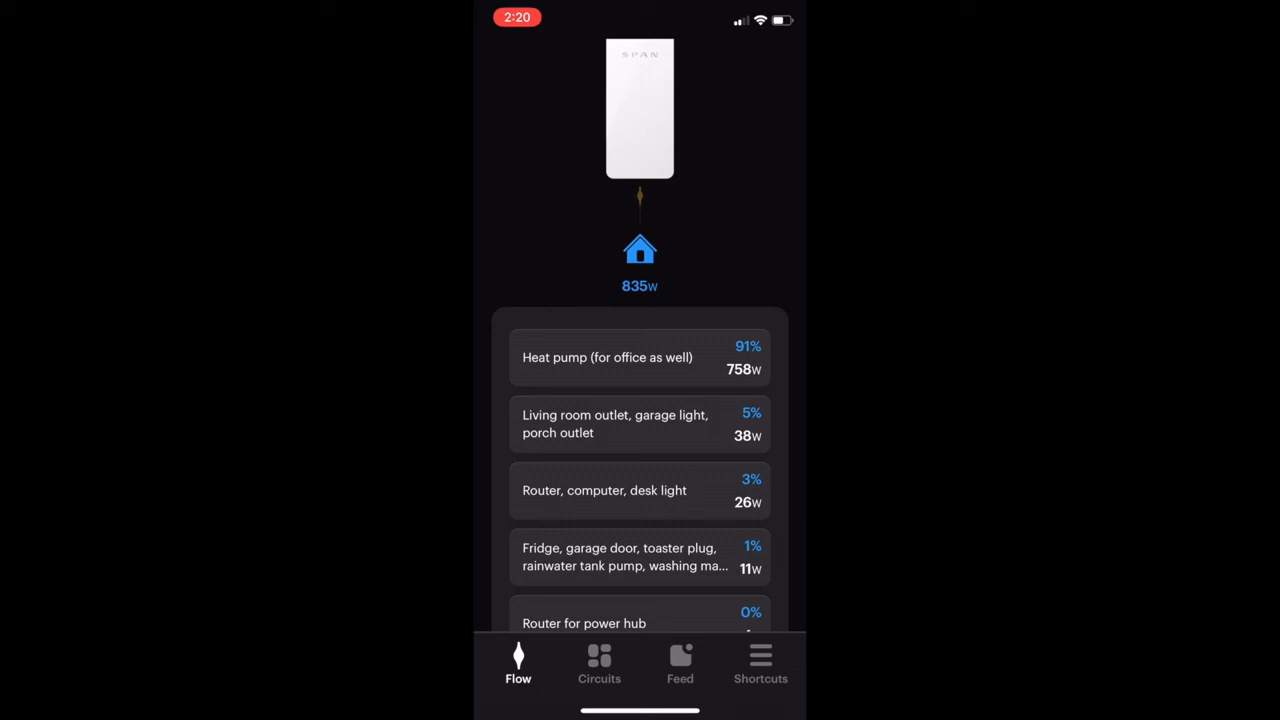 2:20
SPAN
835W
Heat pump (for office as well)
91%
758W
Living room outlet, garage light,
porch outlet
5%
38W
Router, computer, desk light
3%
26W
Fridge, garage door, toaster plug,
rainwater tank pump, washing ma...
1%
11W
Router for power hub
0%
Flow
Circuits
Feed
Shortcuts